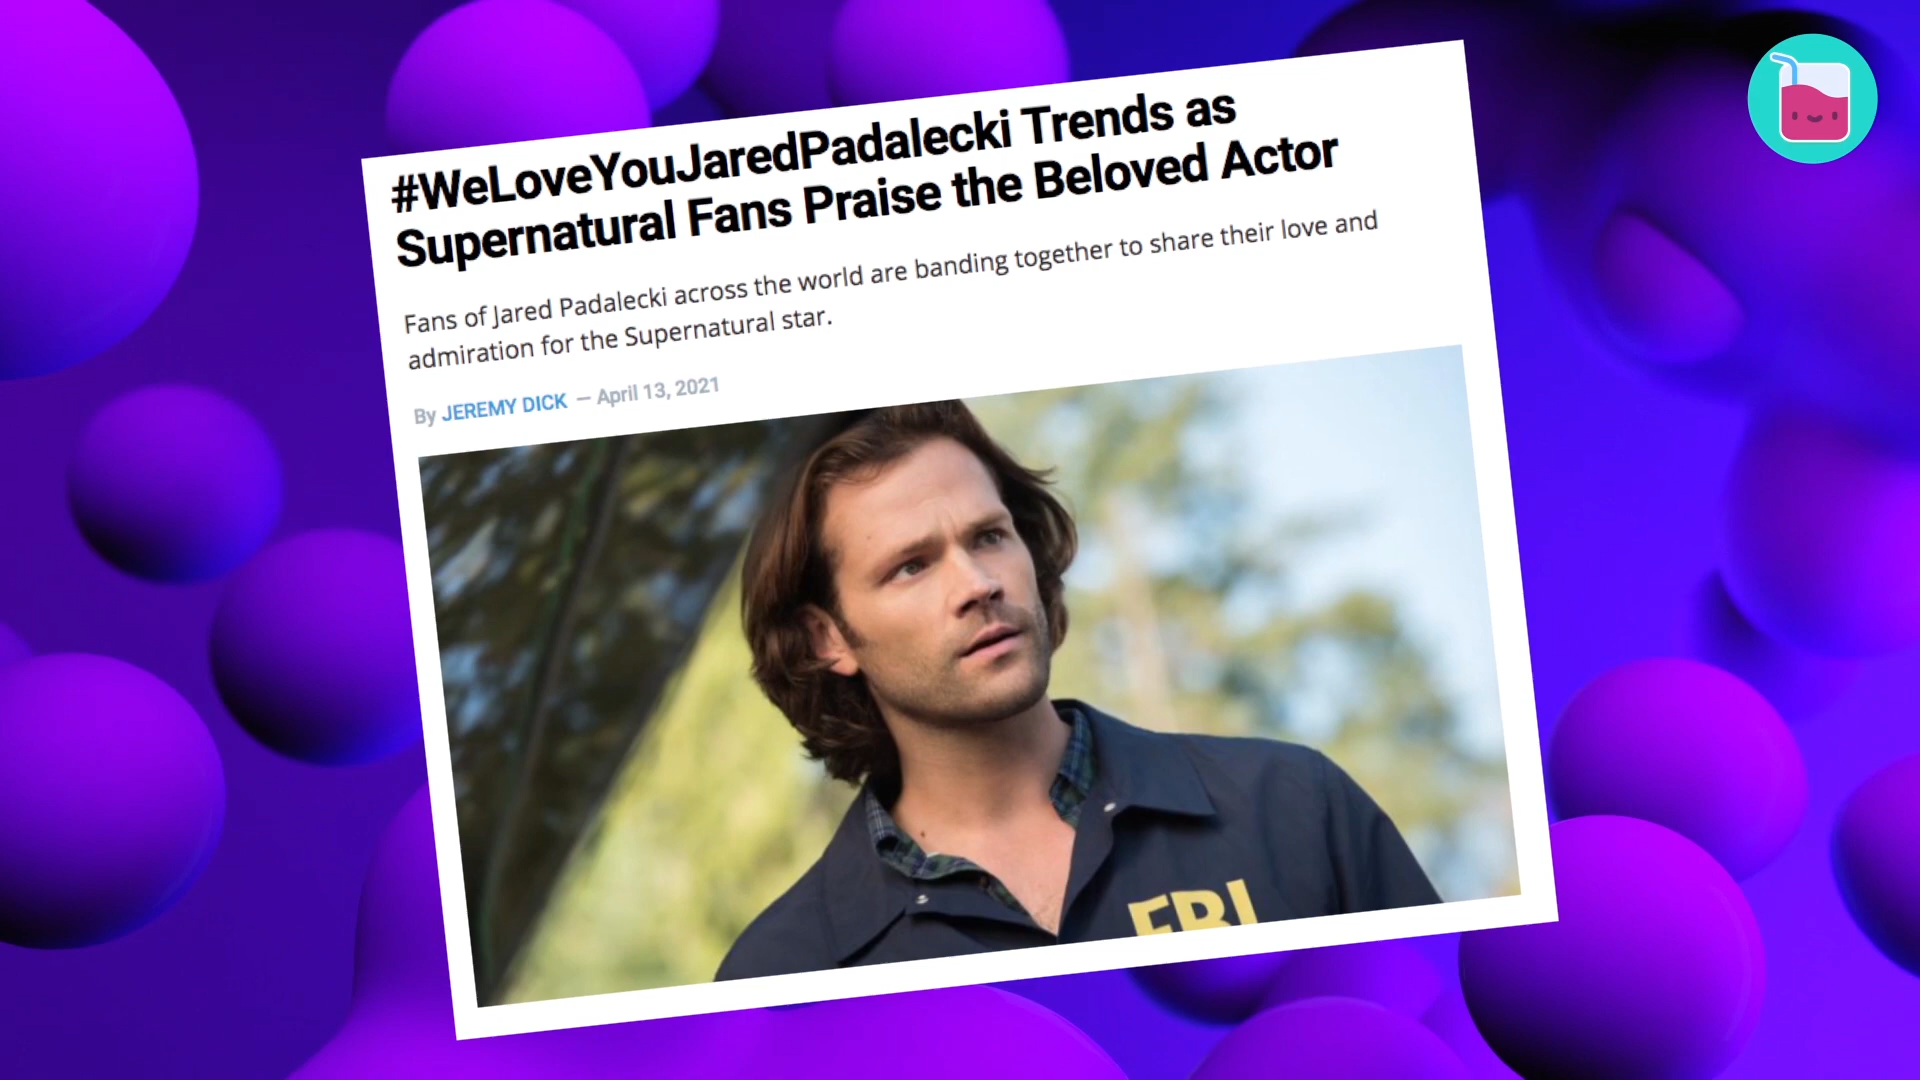 #WeLoveYouJaredPadalecki Trends as
Supernatural Fans Praise the Beloved Actor
Fans of Jared Padalecki across the world are banding together to share their love and
admiration for the Supernatural star.
By JEREMY DICK — April 13, 2021
FBI